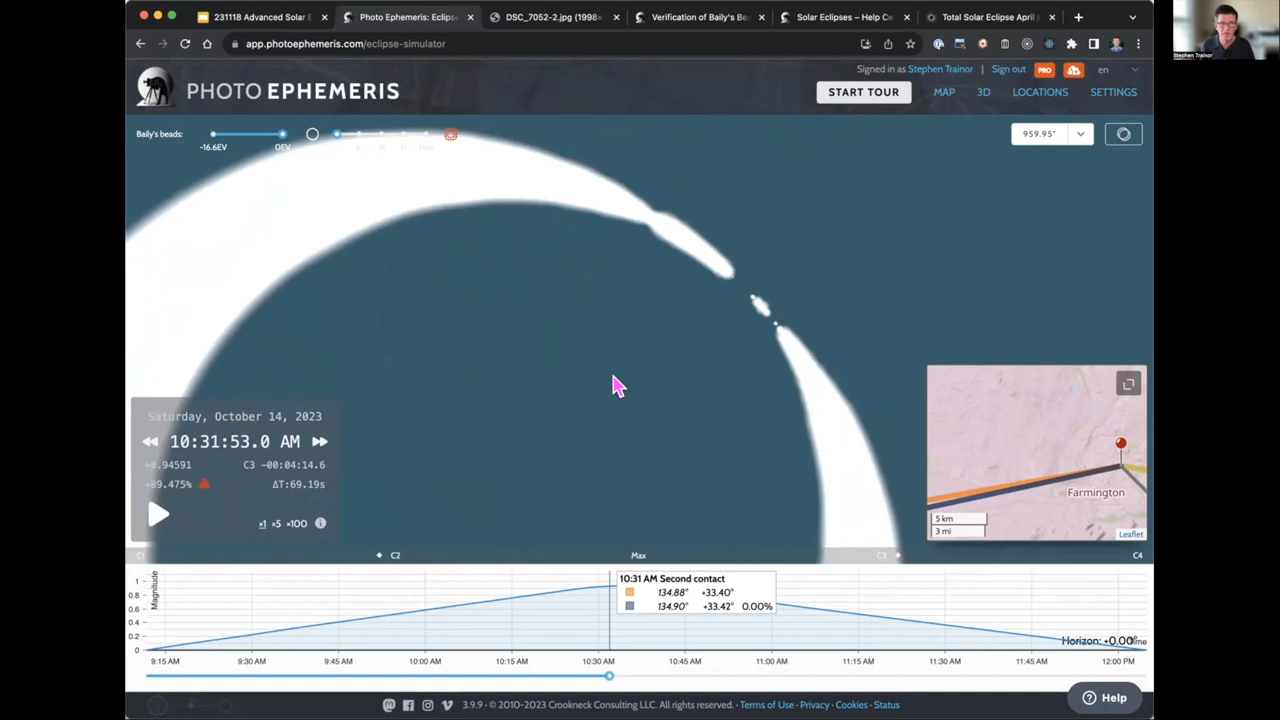 231118 Advanced Solar E
Photo Ephemeris: Eclipse
DSC_7052-2.jpg (1998×
Verification of Baily's Be
Solar Eclipses – Help Ce
Total Solar Eclipse April
app.photoephemeris.com/eclipse-simulator
Stephen Trainor
Signed in as Stephen Trainor | Sign out PRO en
PHOTO EPHEMERIS
START TOUR MAP 3D LOCATIONS SETTINGS
Baily's beads:
-16.6EV 0EV
L M H Max
959.95"
Saturday, October 14, 2023
10:31:53.0 AM
+0.94591 C3 −00:04:14.6
+89.475% ΔT:69.19s
×1 ×5 ×100
Farmington
5 km
3 mi
Leaflet
C1 C2 Max C3 C4
10:31 AM Second contact
134.88° +33.40°
134.90° +33.42° 0.00%
Magnitude
1
0.8
0.6
0.4
0.2
0
Horizon: +0.00°
9:15 AM 9:30 AM 9:45 AM 10:00 AM 10:15 AM 10:30 AM 10:45 AM 11:00 AM 11:15 AM 11:30 AM 11:45 AM 12:00 PM
3.9.9 · © 2010-2023 Crookneck Consulting LLC. All rights reserved. · Terms of Use · Privacy · Cookies · Status
Help